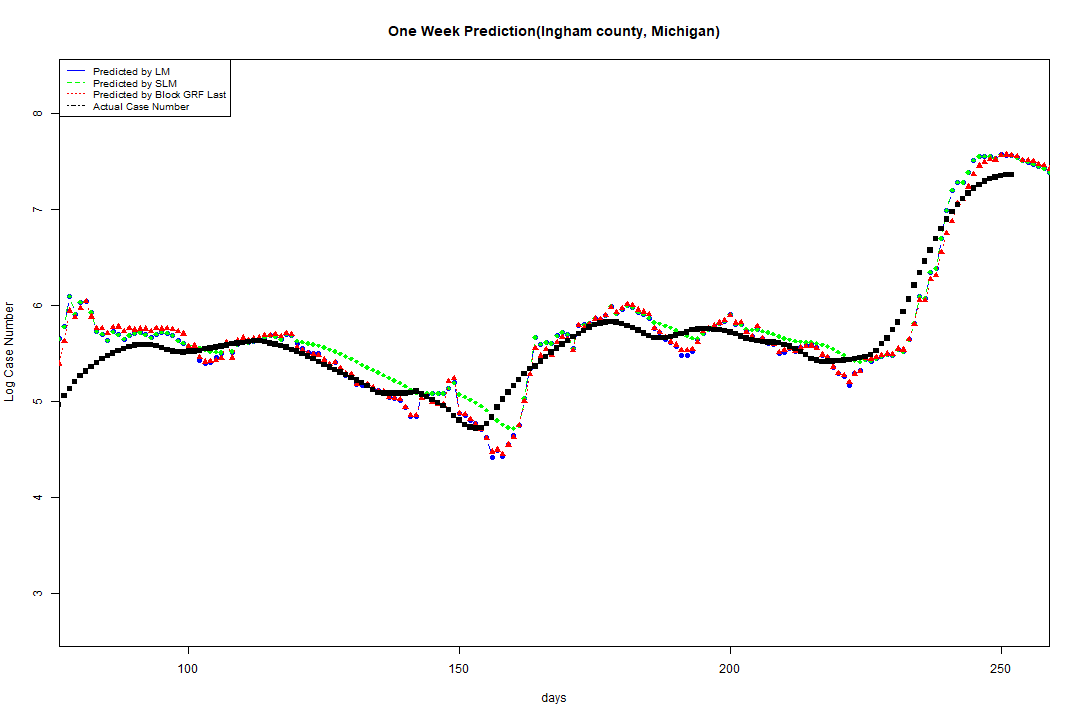 One Week Prediction(Ingham county, Michigan)
Predicted by LM
Predicted by SLM
Predicted by Block GRF Last
Actual Case Number
8
7
6
5
4
3
Log Case Number
100
150
200
250
days